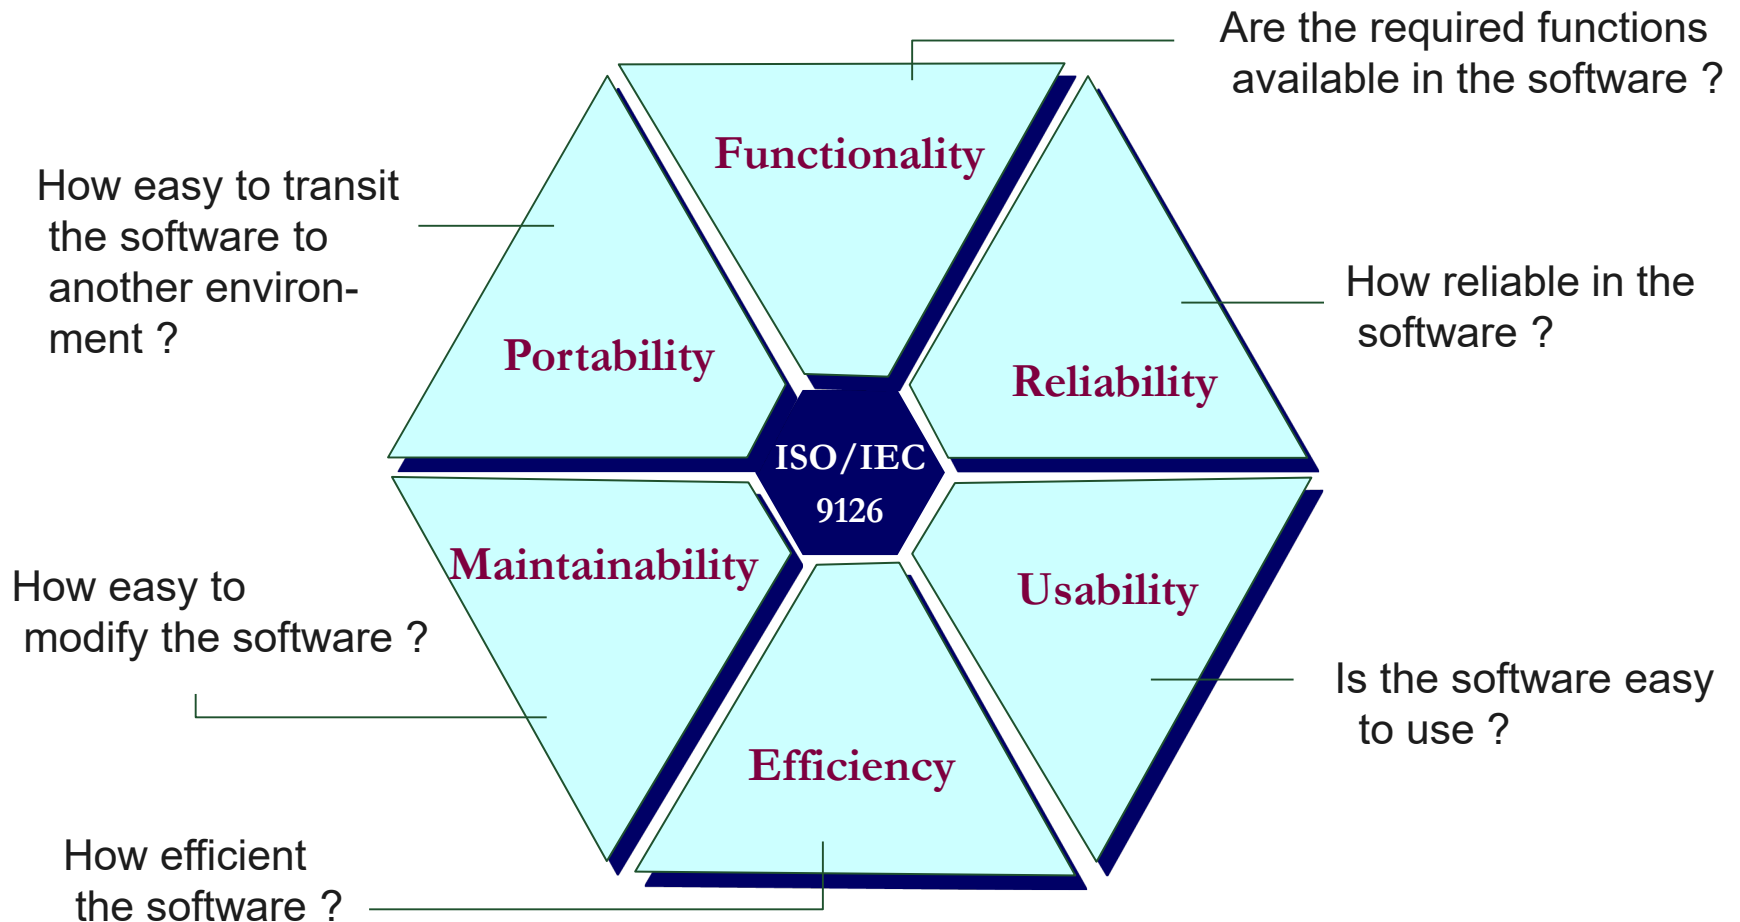 Are the required functions
available in the software ?
Functionality
How easy to transit
the software to
another environ-
ment ?
How reliable in the
software ?
Portability
Reliability
ISO/IEC
9126
Maintainability
Usability
How easy to
modify the software ?
Is the software easy
to use ?
Efficiency
How efficient
the software ?